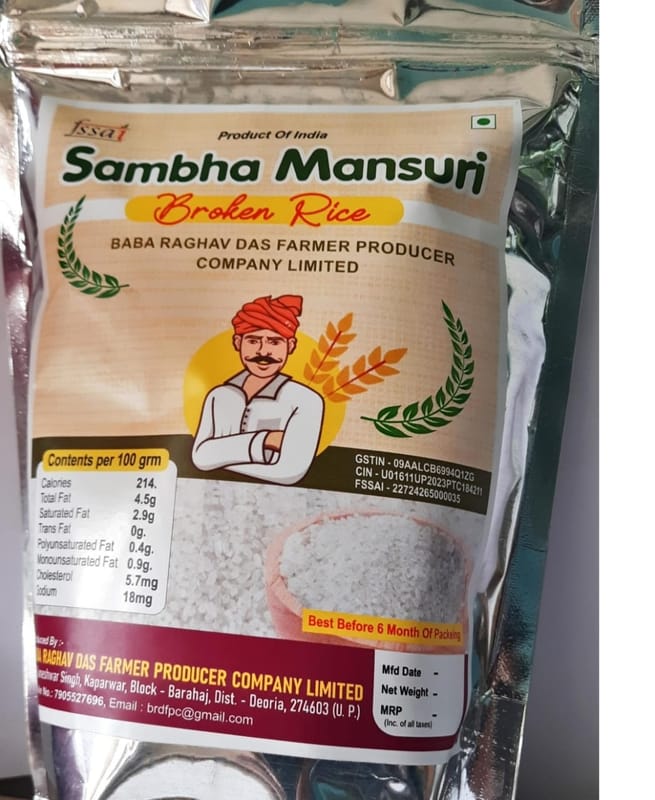 fssai
Product Of India
Sambha Mansuri
Broken Rice
BABA RAGHAV DAS FARMER PRODUCER
COMPANY LIMITED
GSTIN - 09AALCB6994Q1ZG
CIN - U01611UP2023PTC184211
FSSAI - 22724265000035
Contents per 100 grm
Calories 214.
Total Fat 4.5g
Saturated Fat 2.9g
Trans Fat 0g.
Polyunsaturated Fat 0.4g.
Monounsaturated Fat 0.9g.
Cholesterol 5.7mg
Sodium 18mg
Best Before 6 Month Of Packeing
By :-
RAGHAV DAS FARMER PRODUCER COMPANY LIMITED
Singh, Kaparwar, Block - Barahaj, Dist. - Deoria, 274603 (U. P.)
No.: 7905527696, Email : brdfpc@gmail.com
Mfd Date -
Net Weight -
MRP -
(Inc. of all taxes)